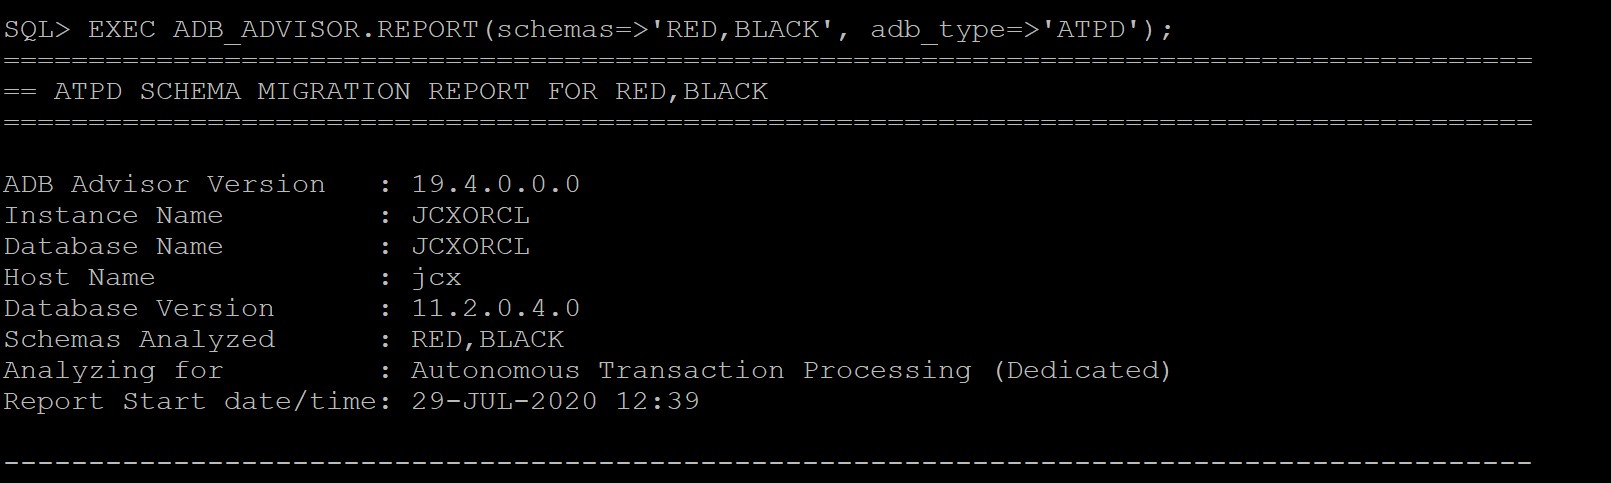 SQL> EXEC ADB_ADVISOR.REPORT(schemas=>'RED,BLACK', adb_type=>'ATPD');
==========================================================================================
== ATPD SCHEMA MIGRATION REPORT FOR RED,BLACK
==========================================================================================
ADB Advisor Version   : 19.4.0.0.0
Instance Name         : JCXORCL
Database Name         : JCXORCL
Host Name             : jcx
Database Version      : 11.2.0.4.0
Schemas Analyzed      : RED,BLACK
Analyzing for         : Autonomous Transaction Processing (Dedicated)
Report Start date/time: 29-JUL-2020 12:39
------------------------------------------------------------------------------------------